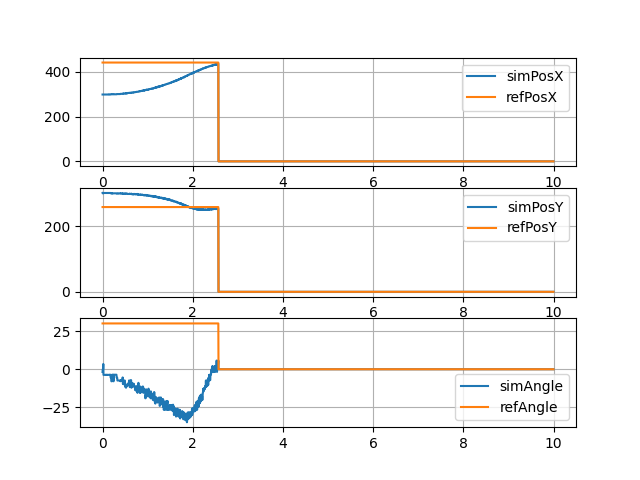 400
200
0
simPosX
refPosX
0 2 4 6 8 10
200
0
simPosY
refPosY
0 2 4 6 8 10
25
0
−25
simAngle
refAngle
0 2 4 6 8 10